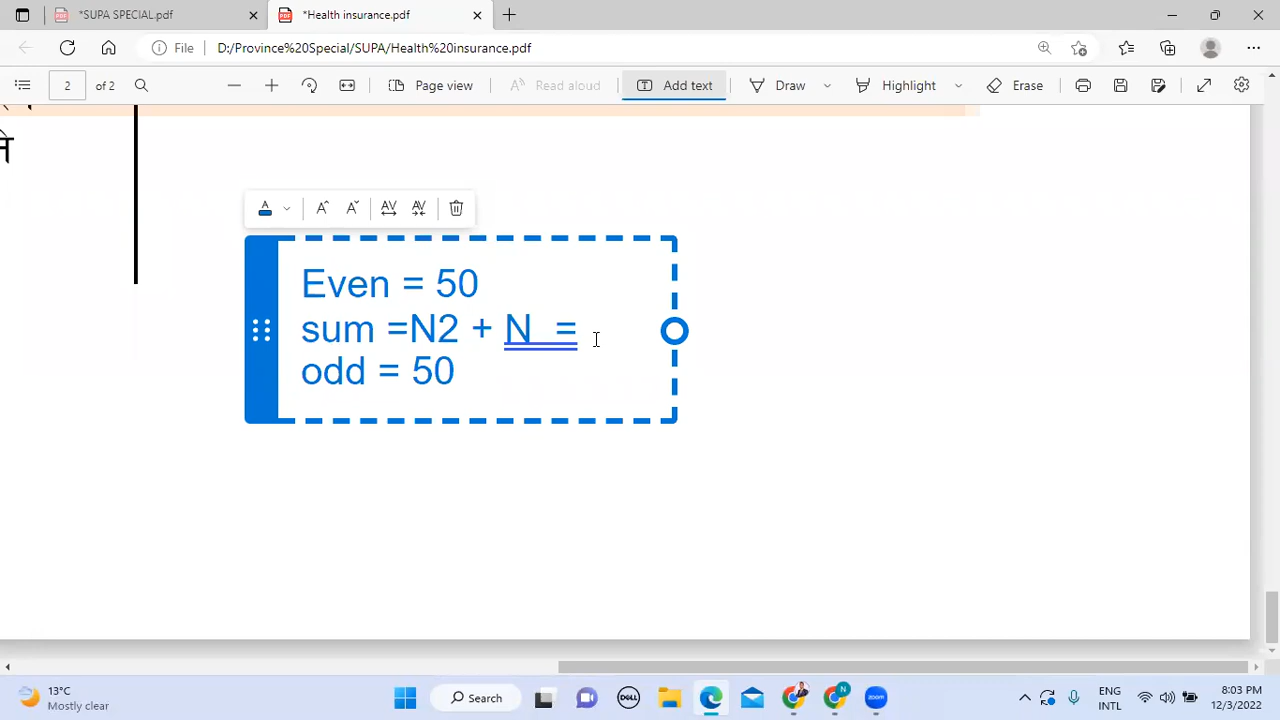 *SUPA SPECIAL.pdf
*Health insurance.pdf
File
D:/Province%20Special/SUPA/Health%20insurance.pdf
2 of 2
Page view
Read aloud
Add text
Draw
Highlight
Erase
Even = 50
sum =N2 + N =
odd = 50
13°C
Mostly clear
Search
DELL
N
zoom
ENG
INTL
8:03 PM
12/3/2022